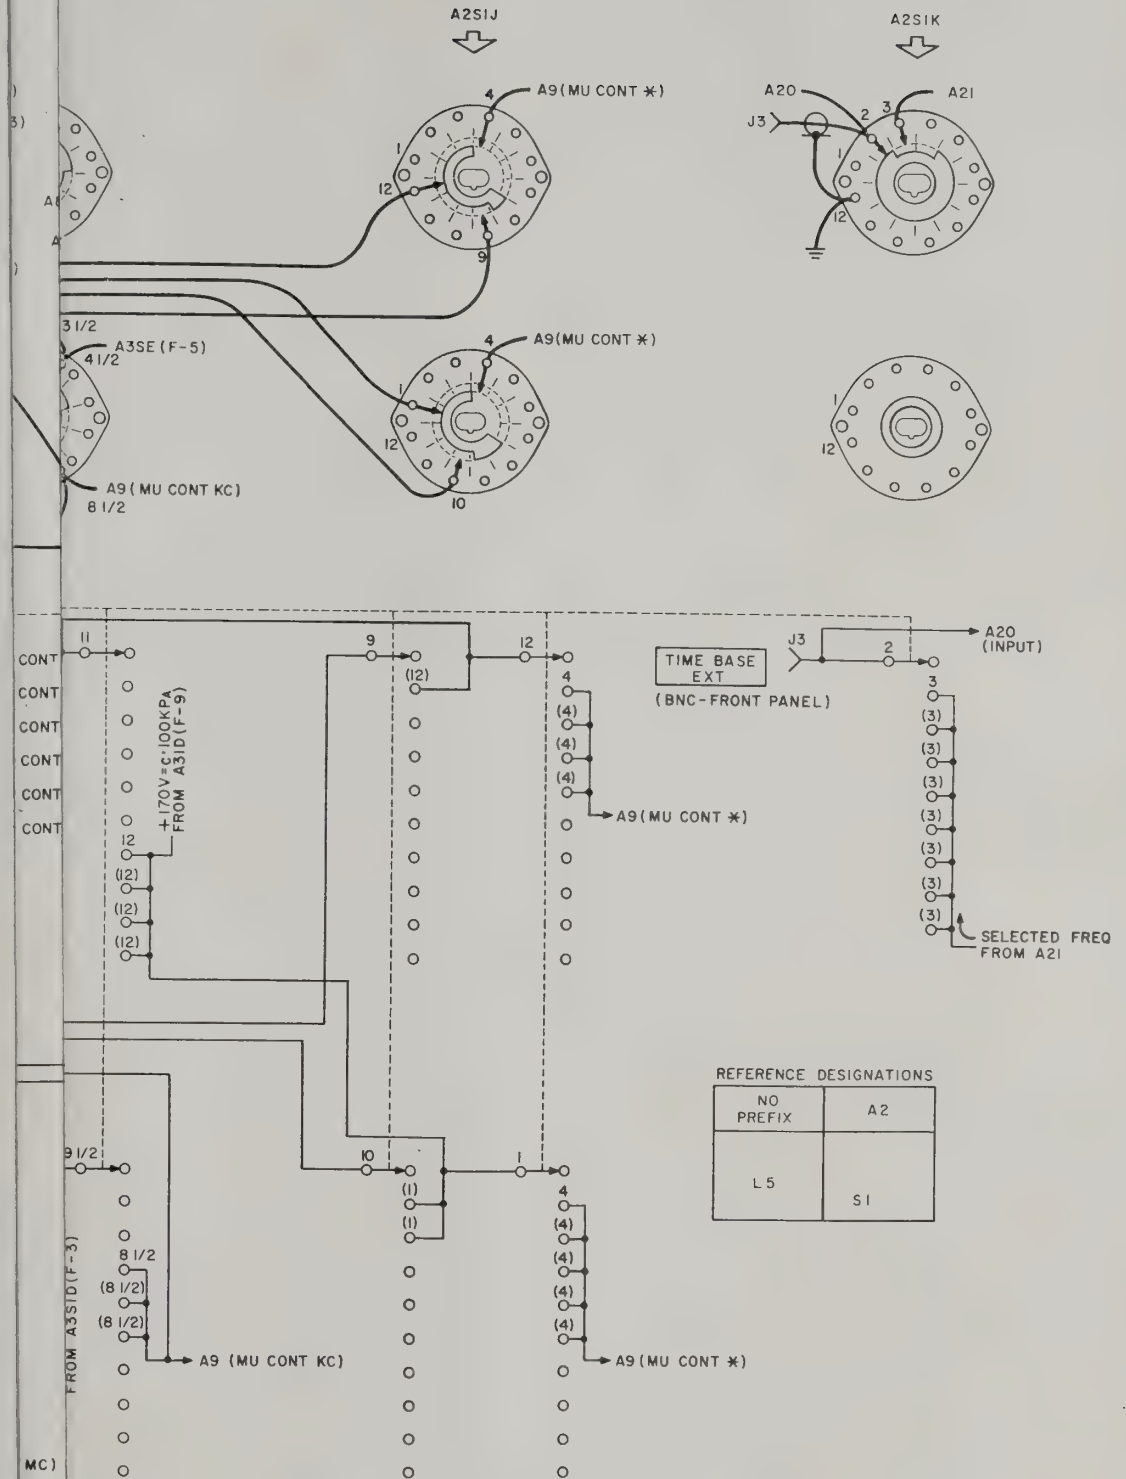 A2S1J
A2S1K
4
A9(MU CONT *)
A20
2
3
A21
J3
1
12
9
1
12
)
3)
)
3 1/2
A3SE (F-5)
4 1/2
4
A9(MU CONT *)
1
12
10
1
12
A9 (MU CONT KC)
8 1/2
11
9
(12)
12
4
(4)
(4)
(4)
A9 (MU CONT *)
CONT
CONT
CONT
CONT
CONT
CONT
+170V=C·100KPA
FROM A3ID(F-9)
12
(12)
(12)
(12)
TIME BASE
EXT
(BNC-FRONT PANEL)
J3
2
A20
(INPUT)
3
(3)
(3)
(3)
(3)
(3)
(3)
(3)
SELECTED FREQ
FROM A21
REFERENCE DESIGNATIONS
NO
PREFIX
A2
L5
S1
9 1/2
10
(1)
(1)
1
4
(4)
(4)
(4)
(4)
A9 (MU CONT *)
FROM A3S1D(F-3)
8 1/2
(8 1/2)
(8 1/2)
A9 (MU CONT KC)
MC)